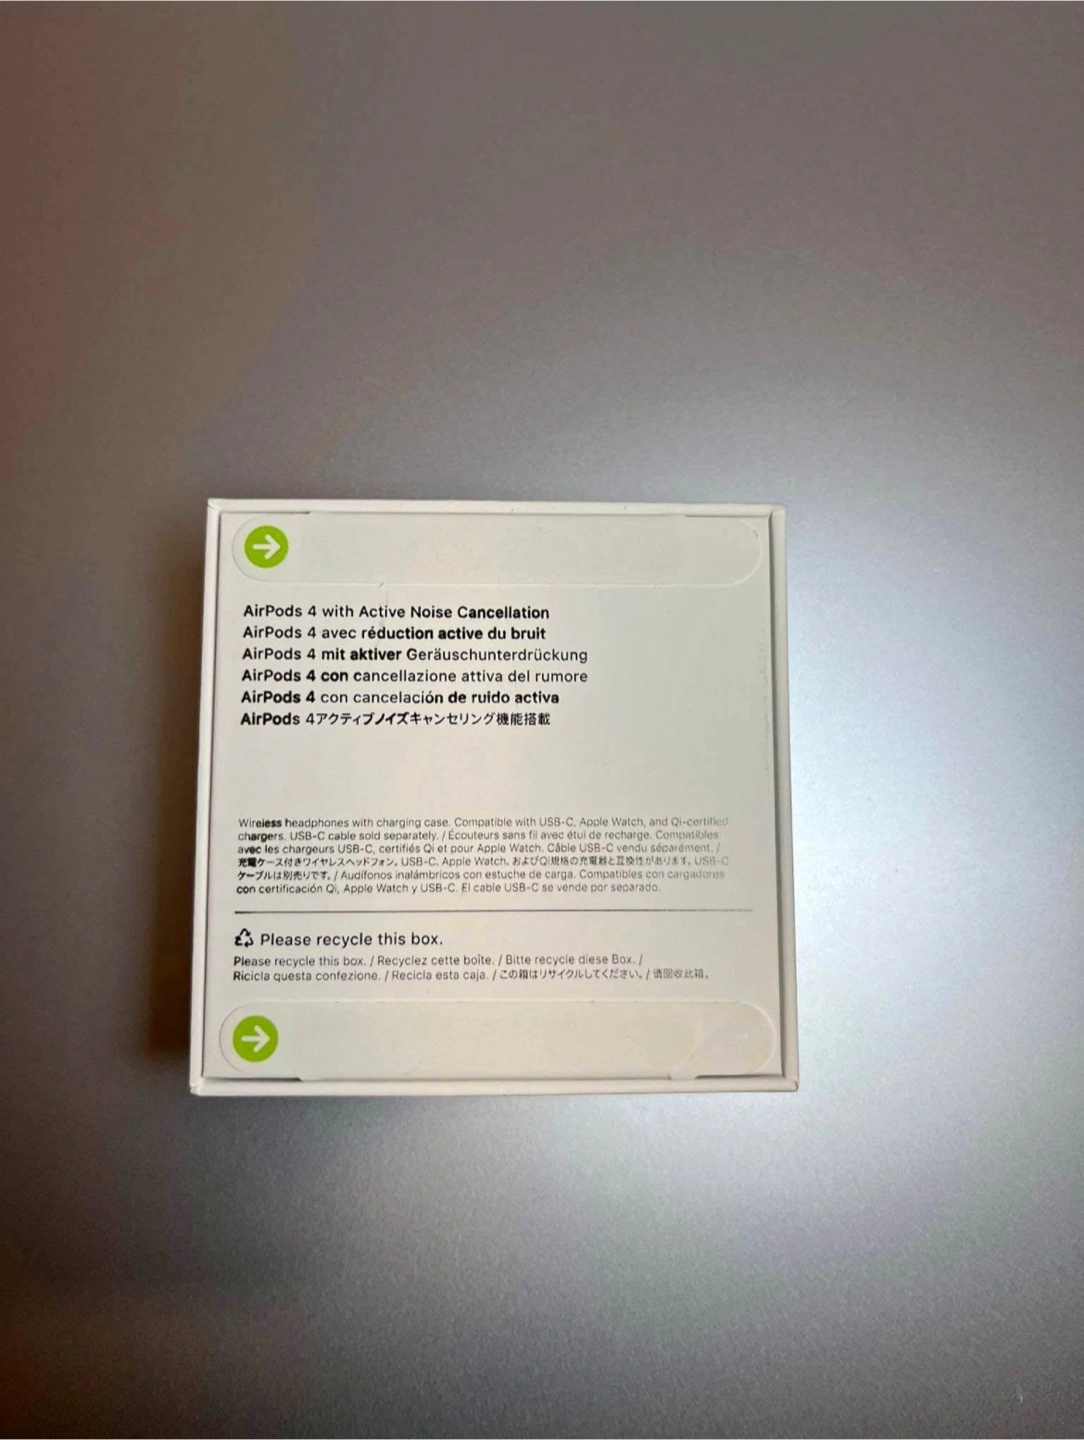 AirPods 4 with Active Noise Cancellation
AirPods 4 avec réduction active du bruit
AirPods 4 mit aktiver Geräuschunterdrückung
AirPods 4 con cancellazione attiva del rumore
AirPods 4 con cancelación de ruido activa
AirPods 4アクティブノイズキャンセリング機能搭載
Wireless headphones with charging case. Compatible with USB-C, Apple Watch, and Qi-certified
chargers. USB-C cable sold separately. / Écouteurs sans fil avec étui de recharge. Compatibles
avec les chargeurs USB-C, certifiés Qi et pour Apple Watch. Câble USB-C vendu séparément. /
充電ケース付きワイヤレスヘッドフォン。USB-C、Apple Watch、およびQi規格の充電器と互換性があります。USB-C
ケーブルは別売りです。/ Audífonos inalámbricos con estuche de carga. Compatibles con cargadores
con certificación Qi, Apple Watch y USB-C. El cable USB-C se vende por separado.
Please recycle this box.
Please recycle this box. / Recyclez cette boîte. / Bitte recycle diese Box. /
Ricicla questa confezione. / Recicla esta caja. / この箱はリサイクルしてください。/ 请回收此箱。